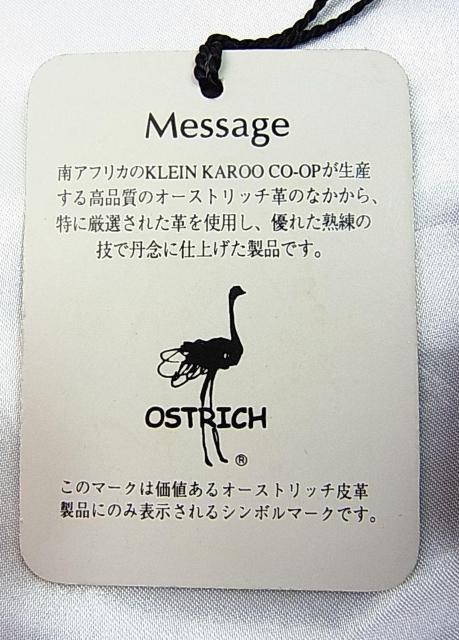 Message
南アフリカのKLEIN KAROO CO-OPが生産
する高品質のオーストリッチ革のなかから、
特に厳選された革を使用し、優れた熟練の
技で丹念に仕上げた製品です。
OSTRICH
®
このマークは価値あるオーストリッチ皮革
製品にのみ表示されるシンボルマークです。